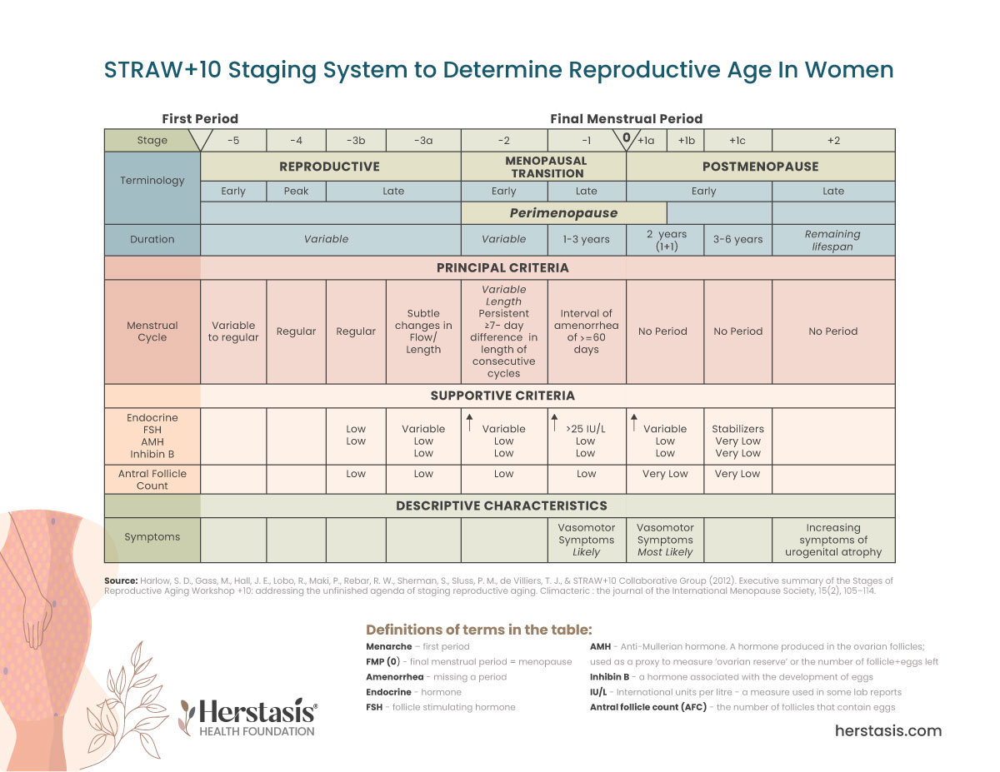 STRAW+10 Staging System to Determine Reproductive Age In Women
First Period
Final Menstrual Period
Stage
-5
-4
-3b
-3a
-2
-1
0
+1a
+1b
+1c
+2
Terminology
REPRODUCTIVE
MENOPAUSAL
TRANSITION
POSTMENOPAUSE
Early
Peak
Late
Early
Late
Early
Late
Perimenopause
Duration
Variable
Variable
1-3 years
2 years
(1+1)
3-6 years
Remaining
lifespan
PRINCIPAL CRITERIA
Menstrual
Cycle
Variable
to regular
Regular
Regular
Subtle
changes in
Flow/
Length
Variable
Length
Persistent
≥7- day
difference in
length of
consecutive
cycles
Interval of
amenorrhea
of >=60
days
No Period
No Period
No Period
SUPPORTIVE CRITERIA
Endocrine
FSH
AMH
Inhibin B
Low
Low
Variable
Low
Low
↑ Variable
Low
Low
↑ >25 IU/L
Low
Low
↑ Variable
Low
Low
Stabilizers
Very Low
Very Low
Antral Follicle
Count
Low
Low
Low
Low
Very Low
Very Low
DESCRIPTIVE CHARACTERISTICS
Symptoms
Vasomotor
Symptoms
Likely
Vasomotor
Symptoms
Most Likely
Increasing
symptoms of
urogenital atrophy
Source: Harlow, S. D., Gass, M., Hall, J. E., Lobo, R., Maki, P., Rebar, R. W., Sherman, S., Sluss, P. M., de Villiers, T. J., & STRAW+10 Collaborative Group (2012). Executive summary of the Stages of
Reproductive Aging Workshop +10: addressing the unfinished agenda of staging reproductive aging. Climacteric : the journal of the International Menopause Society, 15(2), 105–114.
Definitions of terms in the table:
Menarche – first period
FMP (0) - final menstrual period = menopause
Amenorrhea - missing a period
Endocrine - hormone
FSH - follicle stimulating hormone
AMH - Anti-Mullerian hormone. A hormone produced in the ovarian follicles;
used as a proxy to measure ‘ovarian reserve’ or the number of follicle+eggs left
Inhibin B - a hormone associated with the development of eggs
IU/L - International units per litre - a measure used in some lab reports
Antral follicle count (AFC) - the number of follicles that contain eggs
Herstasis®
HEALTH FOUNDATION
herstasis.com